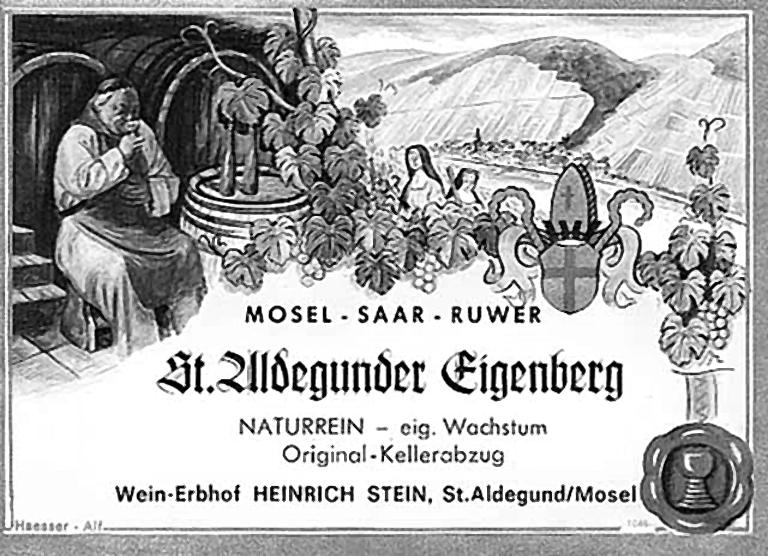 MOSEL - SAAR - RUWER
St. Aldegunder Eigenberg
NATURREIN – eig. Wachstum
Original-Kellerabzug
Wein-Erbhof HEINRICH STEIN, St.Aldegund/Mosel
Haesser - Alf